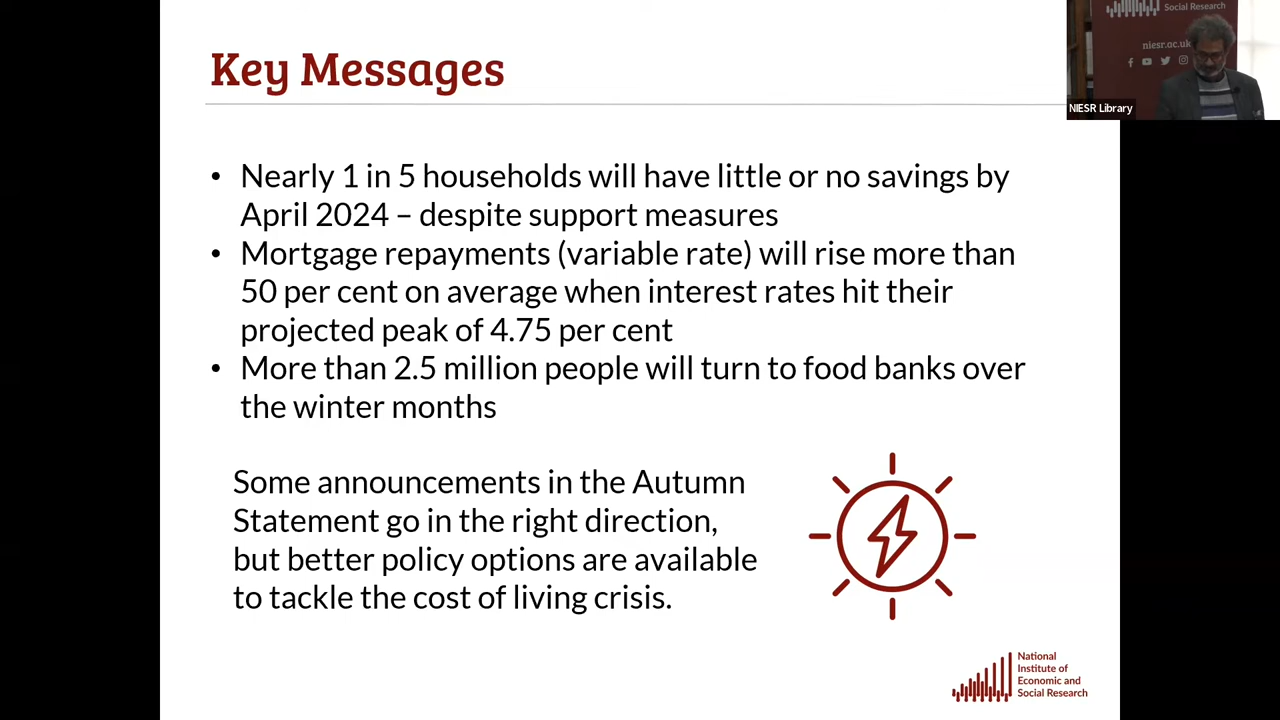 Key Messages
• Nearly 1 in 5 households will have little or no savings by
April 2024 – despite support measures
• Mortgage repayments (variable rate) will rise more than
50 per cent on average when interest rates hit their
projected peak of 4.75 per cent
• More than 2.5 million people will turn to food banks over
the winter months
Some announcements in the Autumn
Statement go in the right direction,
but better policy options are available
to tackle the cost of living crisis.
National
Institute of
Economic and
Social Research
Social Research
niesr.ac.uk
NIESR Library